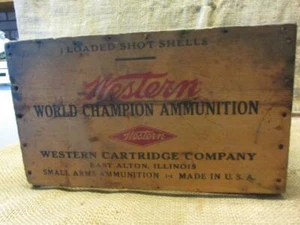 LOADED SHOT SHELLS
Western
WORLD CHAMPION AMMUNITION
Western
WESTERN CARTRIDGE COMPANY
EAST ALTON, ILLINOIS
SMALL ARMS AMMUNITION MADE IN U.S.A.